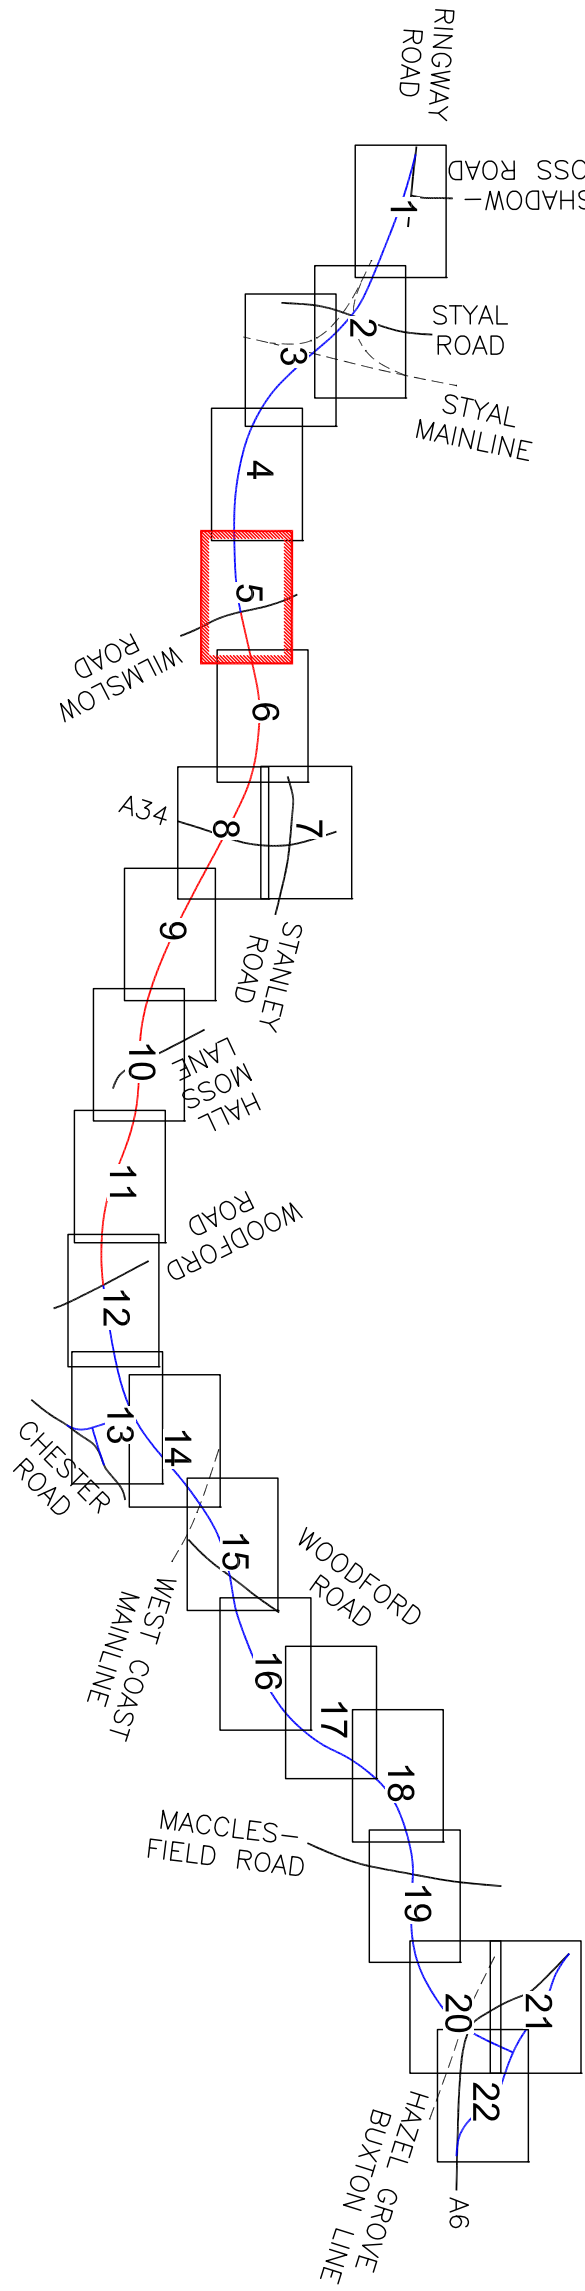 RINGWAY
ROAD
SHADOW-
OSS ROAD
1
2
STYAL
ROAD
3
STYAL
MAINLINE
4
5
WILMSLOW
ROAD
6
A34
8
7
STANLEY
ROAD
9
10
HALL
MOSS
LANE
11
WOODFORD
ROAD
12
13
CHESTER
ROAD
14
15
WOODFORD
ROAD
WEST COAST
MAINLINE
16
17
18
MACCLES-
FIELD ROAD
19
20
21
22
HAZEL GROVE
BUXTON LINE
A6